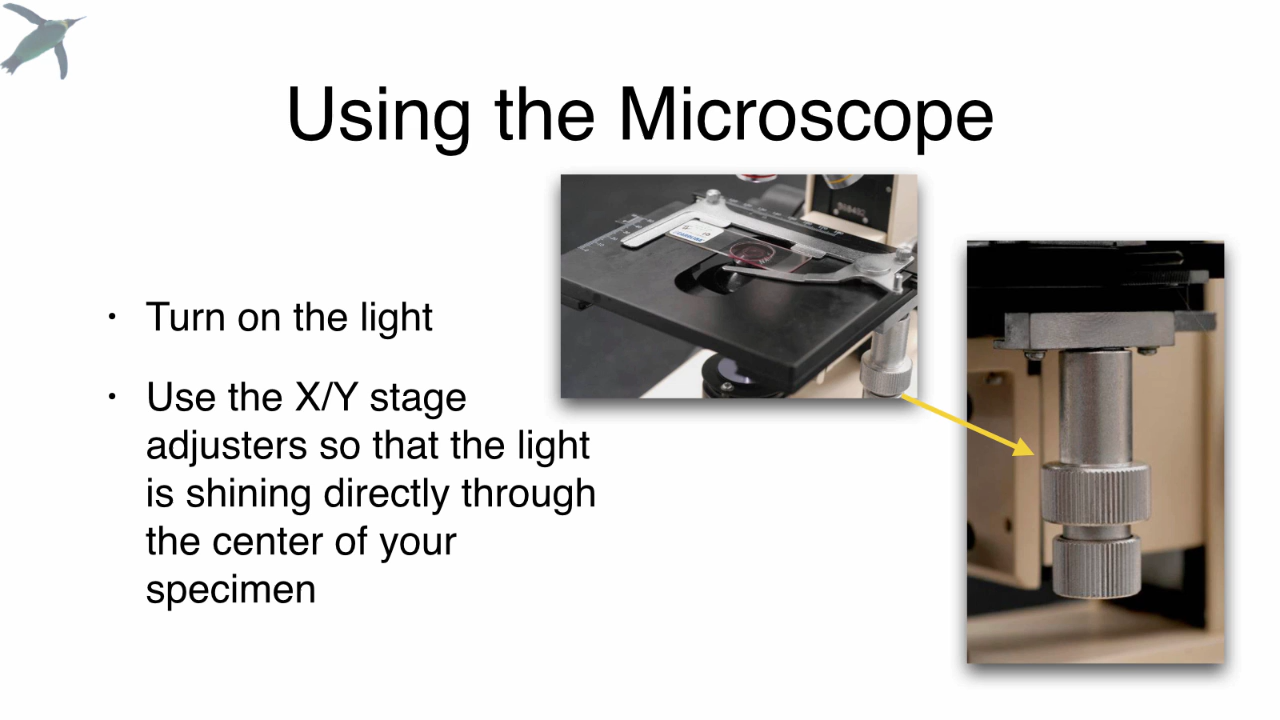 Using the Microscope
• Turn on the light
• Use the X/Y stage
adjusters so that the light
is shining directly through
the center of your
specimen